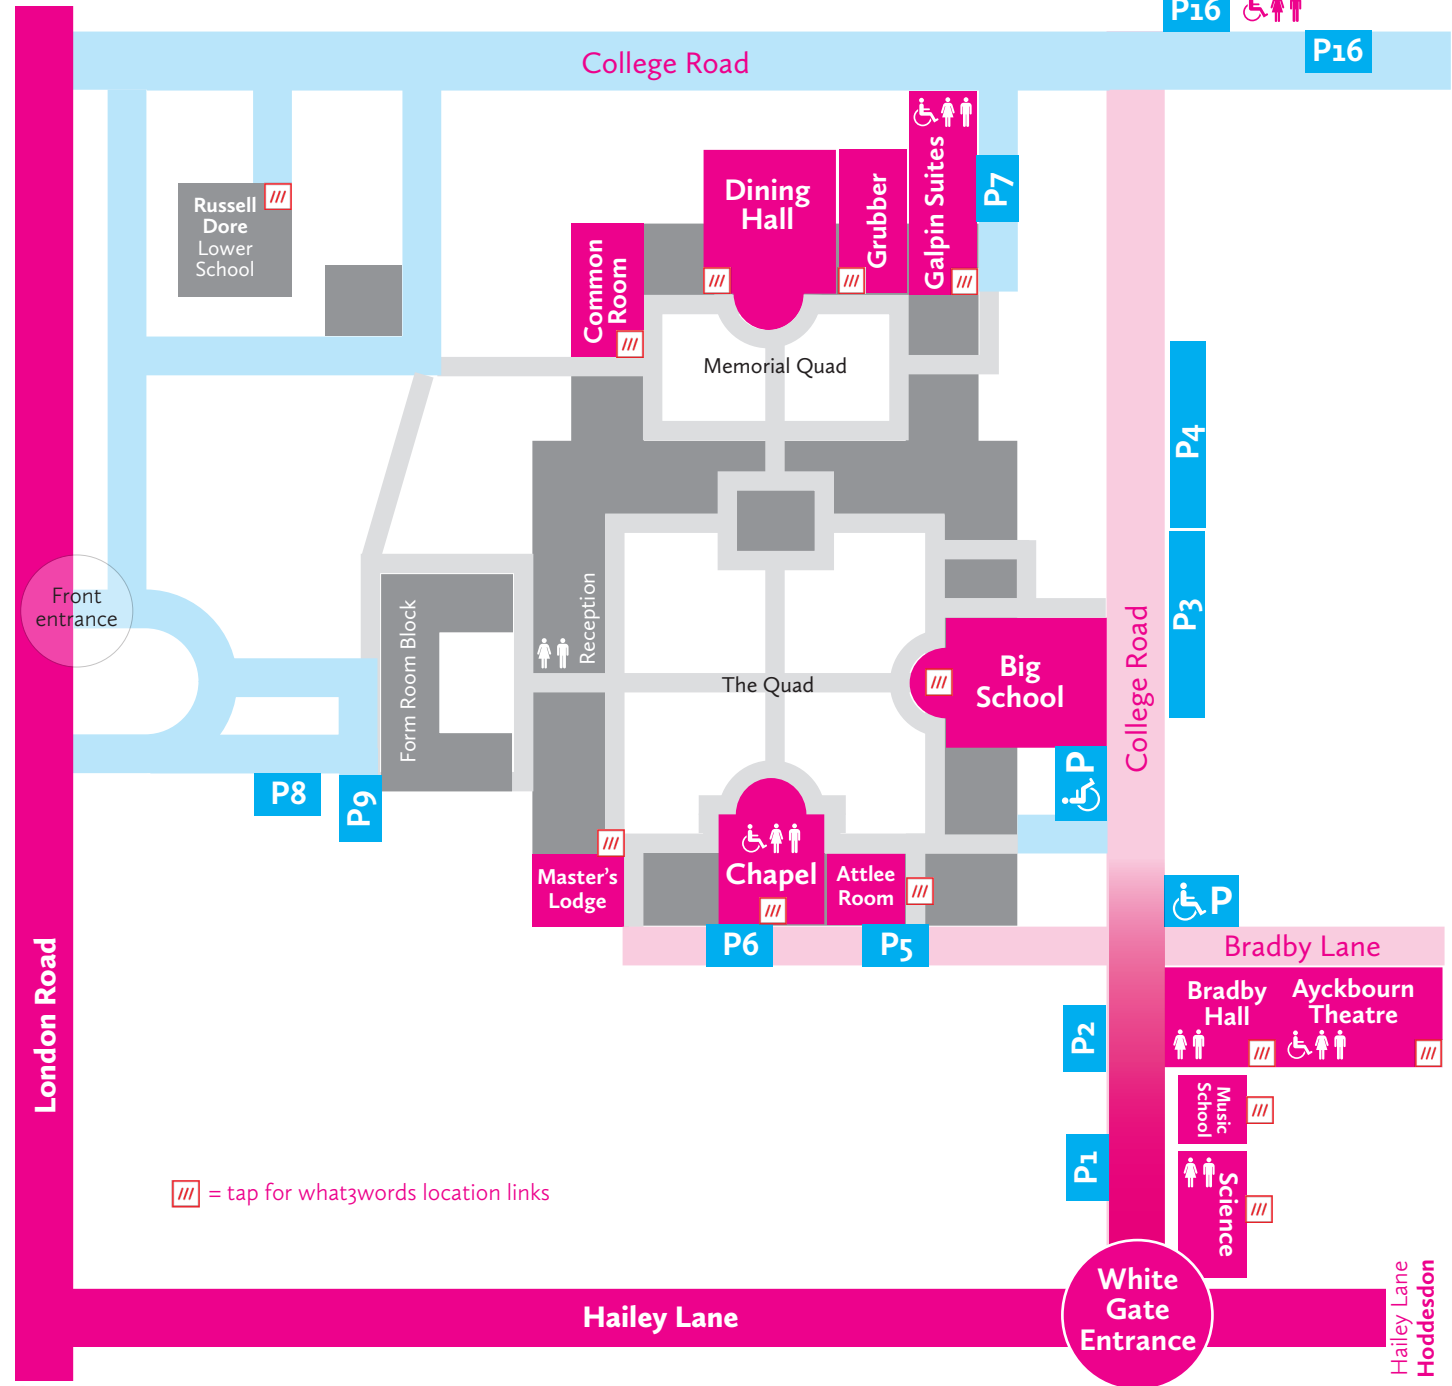 P16
P16
College Road
Russell
Dore
Lower
School
Dining
Hall
Grubber
Galpin Suites
P7
Common
Room
Memorial Quad
P4
P3
Front
entrance
Form Room Block
Reception
The Quad
Big
School
College Road
P
P8
P9
Master's
Lodge
Chapel
Attlee
Room
P
P6
P5
Bradby Lane
Bradby
Hall
Ayckbourn
Theatre
P2
Music
School
P1
Science
London Road
= tap for what3words location links
White
Gate
Entrance
Hailey Lane
Hailey Lane
Hoddesdon